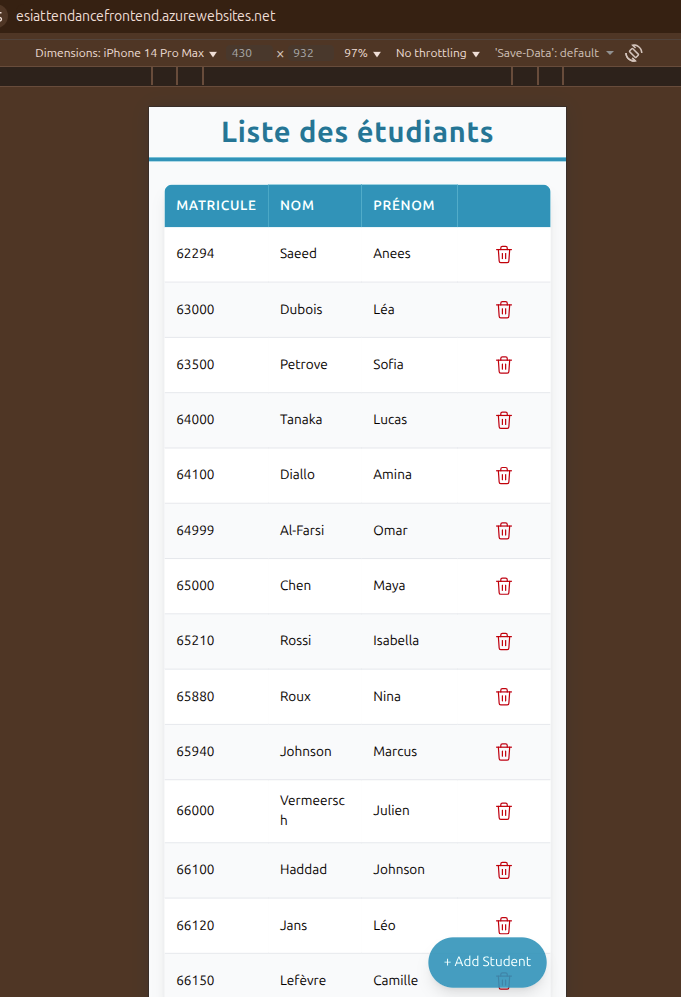 esiattendancefrontend.azurewebsites.net
Dimensions: iPhone 14 Pro Max ▼ 430 × 932 97% ▼ No throttling ▼ 'Save-Data': default ▼
Liste des étudiants
MATRICULE NOM PRÉNOM
62294 Saeed Anees
63000 Dubois Léa
63500 Petrove Sofia
64000 Tanaka Lucas
64100 Diallo Amina
64999 Al-Farsi Omar
65000 Chen Maya
65210 Rossi Isabella
65880 Roux Nina
65940 Johnson Marcus
66000 Vermeersc Julien
h
66100 Haddad Johnson
66120 Jans Léo
+ Add Student
66150 Lefèvre Camille